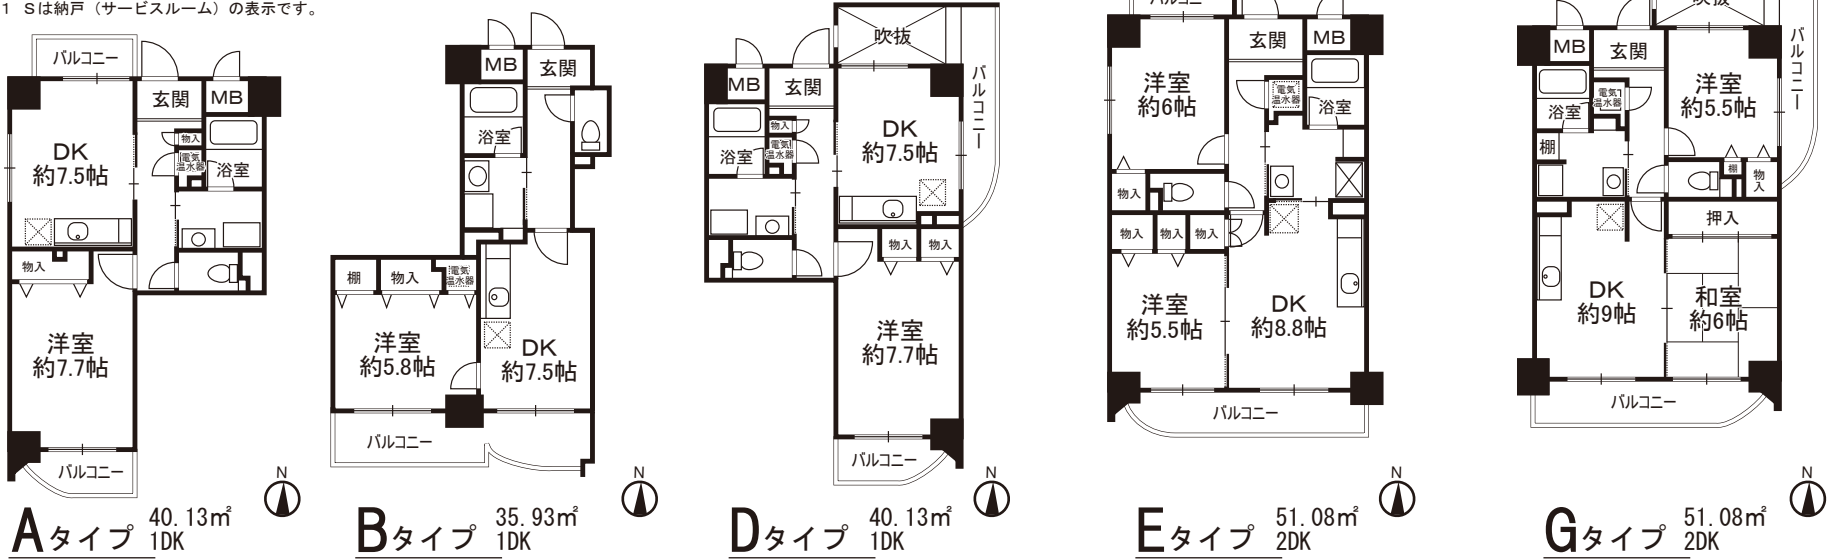 1 Sは納戸（サービスルーム）の表示です。
バルコニー
玄関
MB
DK
約7.5帖
物入
電気
温水器
浴室
物入
洋室
約7.7帖
バルコニー
N
Aタイプ 40.13㎡
1DK
MB
玄関
浴室
棚
物入
電気
温水器
洋室
約5.8帖
DK
約7.5帖
バルコニー
N
Bタイプ 35.93㎡
1DK
吹抜
バルコニー
MB
玄関
物入
浴室
電気
温水器
DK
約7.5帖
物入
物入
洋室
約7.7帖
バルコニー
N
Dタイプ 40.13㎡
1DK
バルコニー
玄関
MB
洋室
約6帖
電気
温水器
浴室
物入
物入
物入
物入
洋室
約5.5帖
DK
約8.8帖
バルコニー
N
Eタイプ 51.08㎡
2DK
吹抜
バルコニー
MB
玄関
洋室
約5.5帖
電気
温水器
浴室
棚
棚
物入
押入
DK
約9帖
和室
約6帖
バルコニー
N
Gタイプ 51.08㎡
2DK